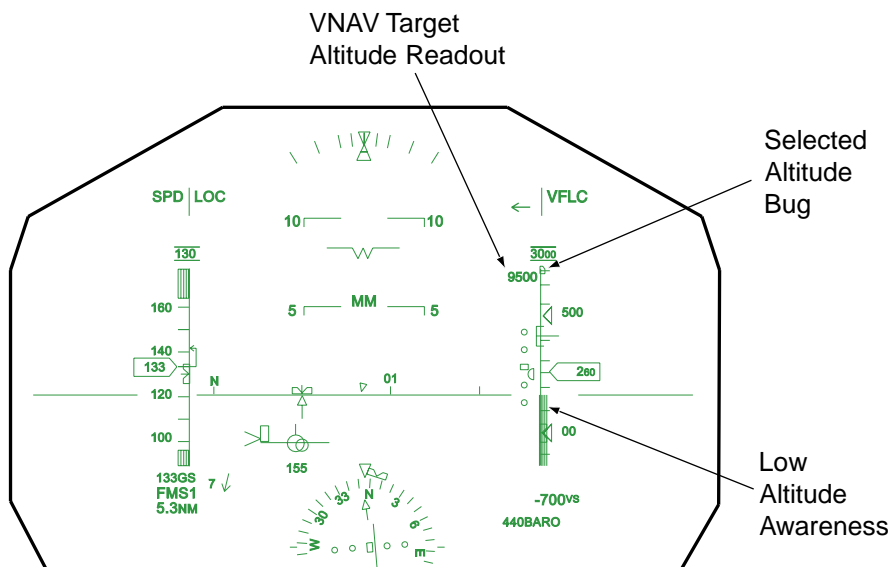 VNAV Target
Altitude Readout
Selected
Altitude
Bug
SPD LOC
VFLC
10 10
130
3000
9500
MM
5 5
500
160
140
133
260
N 01
120
100
00
155
133GS
FMS1
5.3NM
7
-700VS
440BARO
Low
Altitude
Awareness
33 N 3
30 6
W E